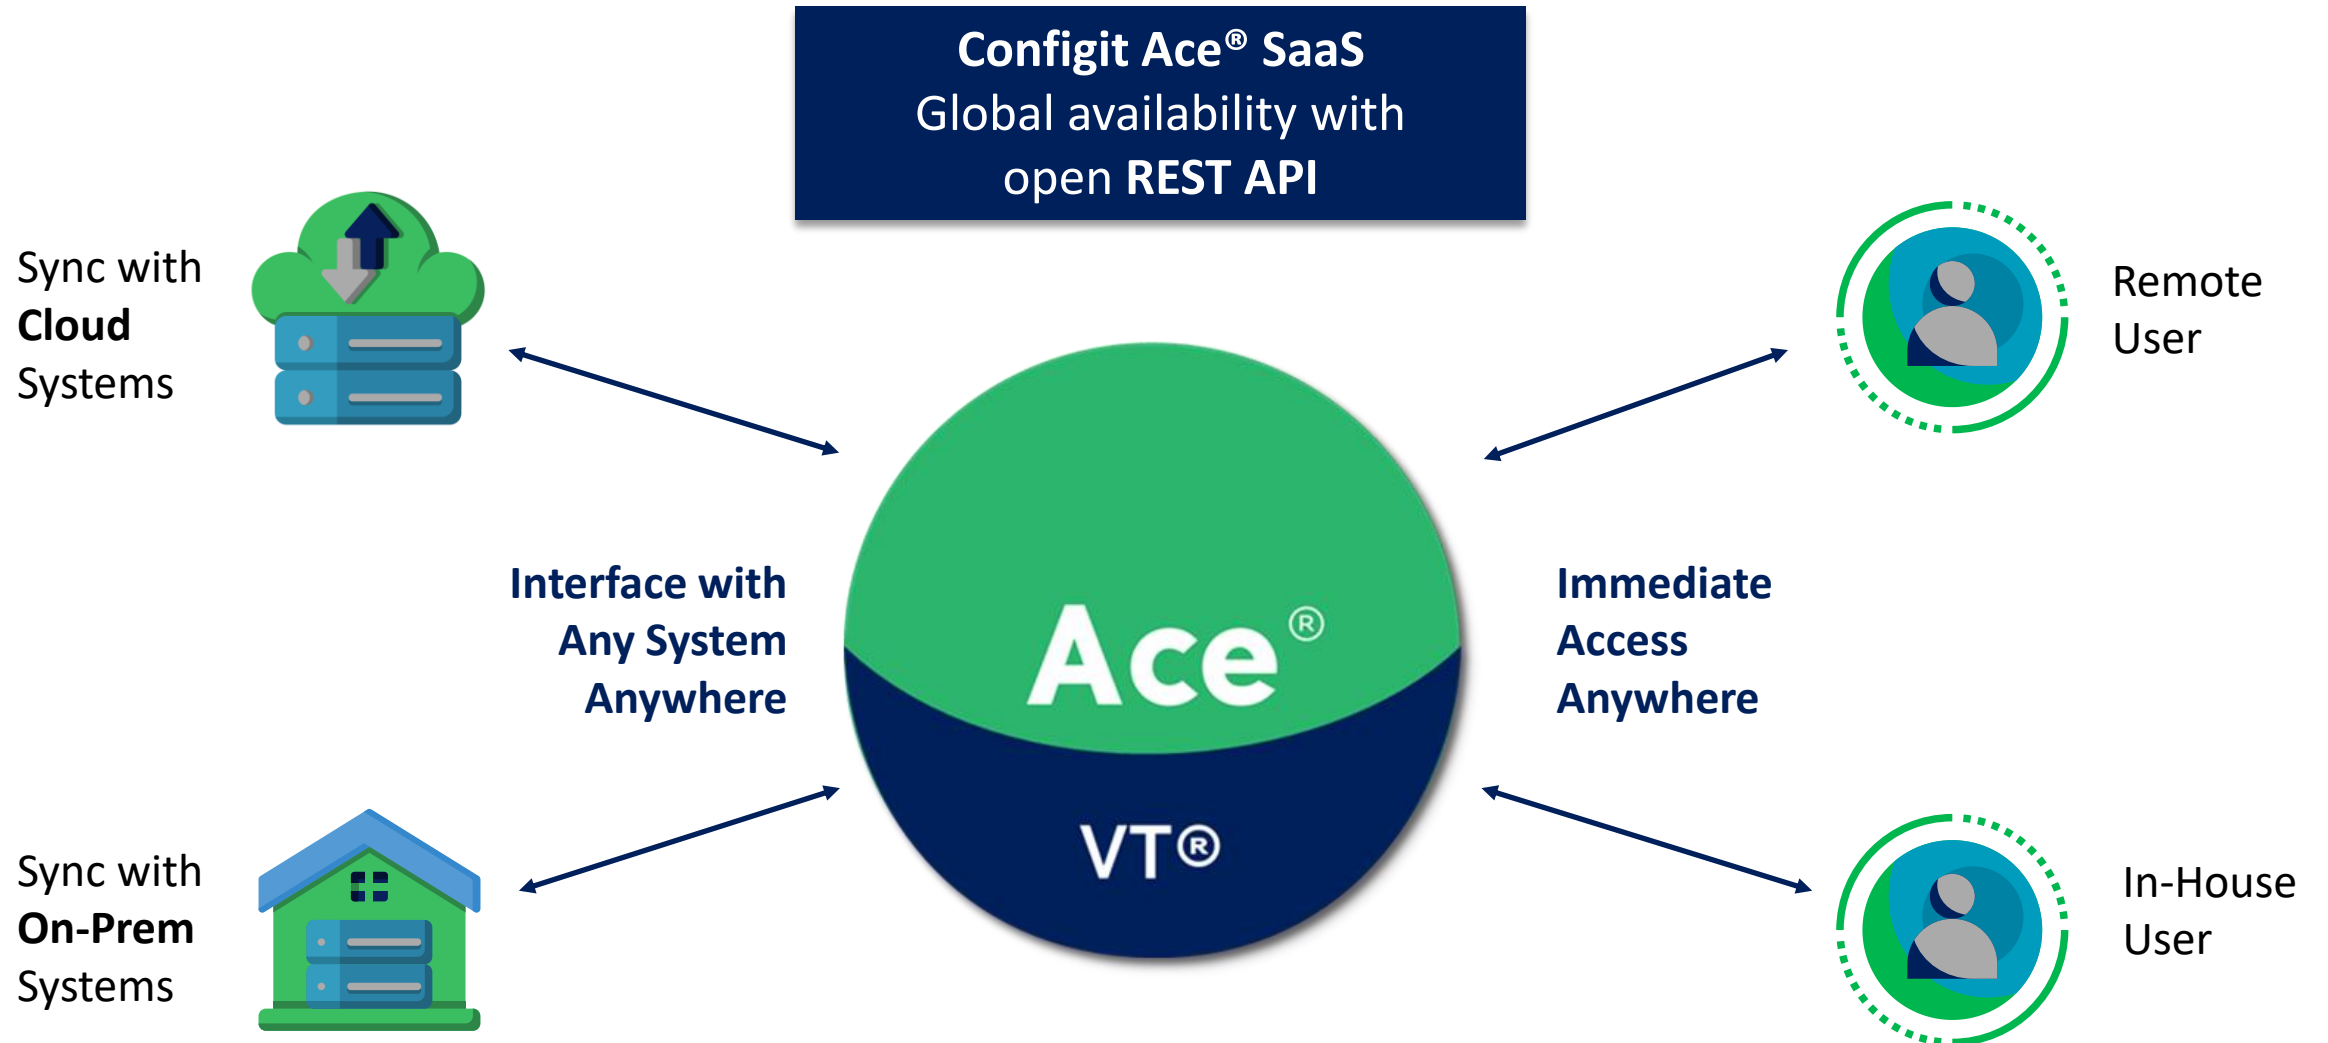 Configit Ace® SaaS
Global availability with
open REST API
Sync with
Cloud
Systems
Remote
User
Interface with
Any System
Anywhere
Ace®
VT®
Immediate
Access
Anywhere
Sync with
On-Prem
Systems
In-House
User